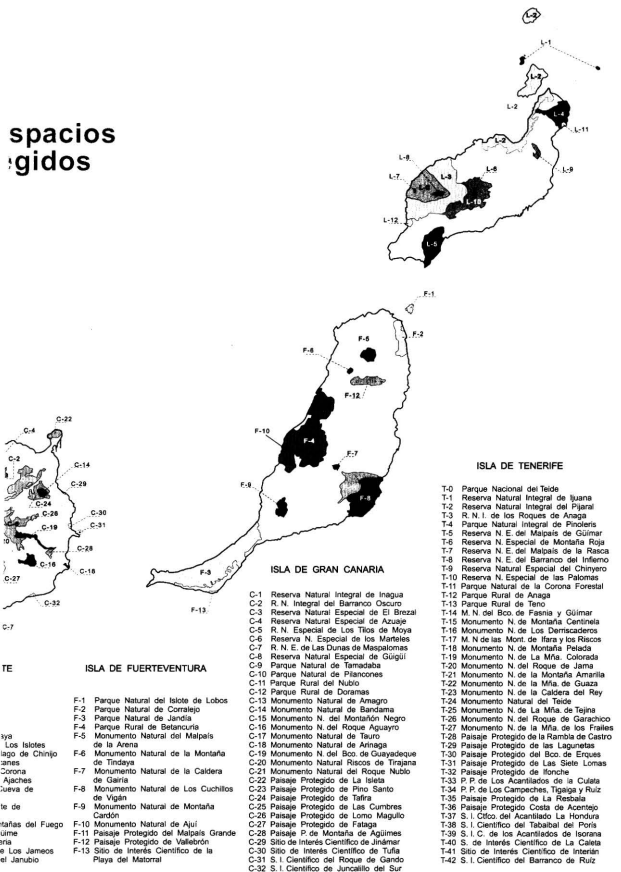 spacios
gidos
L-2
L-1
L-2
L-2
L-4
L-11
L-2
L-8
L-3
L-6
L-9
L-7
L-10
L-12
L-5
F-1
F-2
F-5
F-6
F-12
F-10
F-4
F-7
F-9
F-8
F-3
F-13
C-22
C-4
C-2
C-14
C-29
C-24
C-26
C-30
C-19
C-31
C-28
C-16
C-18
C-27
C-32
C-7
TE
aya
Los Islotes
lago de Chinijo
canes
Corona
Ajaches
Cueva de
te de
ntañas del Fuego
üime
eria
e Los Jameos
el Janubio
ISLA DE FUERTEVENTURA
F-1 Parque Natural del Islote de Lobos
F-2 Parque Natural de Corralejo
F-3 Parque Natural de Jandía
F-4 Parque Rural de Betancuria
F-5 Monumento Natural del Malpaís
de la Arena
F-6 Monumento Natural de la Montaña
de Tindaya
F-7 Monumento Natural de la Caldera
de Gairía
F-8 Monumento Natural de Los Cuchillos
de Vigán
F-9 Monumento Natural de Montaña
Cardón
F-10 Monumento Natural de Ajuí
F-11 Paisaje Protegido del Malpaís Grande
F-12 Paisaje Protegido de Vallebrón
F-13 Sitio de Interés Científico de la
Playa del Matorral
ISLA DE GRAN CANARIA
C-1 Reserva Natural Integral de Inagua
C-2 R. N. Integral del Barranco Oscuro
C-3 Reserva Natural Especial de El Brezal
C-4 Reserva Natural Especial de Azuaje
C-5 R. N. Especial de Los Tilos de Moya
C-6 Reserva N. Especial de los Marteles
C-7 R. N. E. de Las Dunas de Maspalomas
C-8 Reserva Natural Especial de Güigüí
C-9 Parque Natural de Tamadaba
C-10 Parque Natural de Pilancones
C-11 Parque Rural del Nublo
C-12 Parque Rural de Doramas
C-13 Monumento Natural de Amagro
C-14 Monumento Natural de Bandama
C-15 Monumento N. del Montañón Negro
C-16 Monumento N. del Roque Aguayro
C-17 Monumento Natural de Tauro
C-18 Monumento Natural de Arinaga
C-19 Monumento N. del Bco. de Guayadeque
C-20 Monumento Natural Riscos de Tirajana
C-21 Monumento Natural del Roque Nublo
C-22 Paisaje Protegido de La Isleta
C-23 Paisaje Protegido de Pino Santo
C-24 Paisaje Protegido de Tafira
C-25 Paisaje Protegido de Las Cumbres
C-26 Paisaje Protegido de Lomo Magullo
C-27 Paisaje Protegido de Fataga
C-28 Paisaje P. de Montaña de Agüimes
C-29 Sitio de Interés Científico de Jinámar
C-30 Sitio de Interés Científico de Tufia
C-31 S. I. Científico del Roque de Gando
C-32 S. I. Científico de Juncalillo del Sur
ISLA DE TENERIFE
T-0 Parque Nacional del Teide
T-1 Reserva Natural Integral de Ijuana
T-2 Reserva Natural Integral del Pijaral
T-3 R. N. I. de los Roques de Anaga
T-4 Parque Natural Integral de Pinoleris
T-5 Reserva N. E. del Malpaís de Güímar
T-6 Reserva N. Especial de Montaña Roja
T-7 Reserva N. E. del Malpaís de la Rasca
T-8 Reserva N. E. del Barranco del Infierno
T-9 Reserva Natural Especial del Chinyero
T-10 Reserva N. Especial de las Palomas
T-11 Parque Natural de la Corona Forestal
T-12 Parque Rural de Anaga
T-13 Parque Rural de Teno
T-14 M. N. del Bco. de Fasnia y Güímar
T-15 Monumento N. de Montaña Centinela
T-16 Monumento N. de Los Derriscaderos
T-17 M. N. de las Mont. de Ifara y los Riscos
T-18 Monumento N. de Montaña Pelada
T-19 Monumento N. de La Mña. Colorada
T-20 Monumento N. del Roque de Jama
T-21 Monumento N. de la Montaña Amarilla
T-22 Monumento N. de la Mña. de Guaza
T-23 Monumento N. de la Caldera del Rey
T-24 Monumento Natural del Teide
T-25 Monumento N. de La Mña. de Tejina
T-26 Monumento N. del Roque de Garachico
T-27 Monumento N. de la Mña. de los Frailes
T-28 Paisaje Protegido de la Rambla de Castro
T-29 Paisaje Protegido de las Lagunetas
T-30 Paisaje Protegido del Bco. de Erques
T-31 Paisaje Protegido de Las Siete Lomas
T-32 Paisaje Protegido de Ifonche
T-33 P. P. de Los Acantilados de la Culata
T-34 P. P. de Los Campeches, Tigaiga y Ruíz
T-35 Paisaje Protegido de La Resbala
T-36 Paisaje Protegido Costa de Acentejo
T-37 S. I. Ctfco. del Acantilado La Hondura
T-38 S. I. Científico del Tabaibal del Porís
T-39 S. I. C. de los Acantilados de Isorana
T-40 S. de Interés Científico de La Caleta
T-41 Sitio de Interés Científico de Interián
T-42 S. I. Científico del Barranco de Ruíz